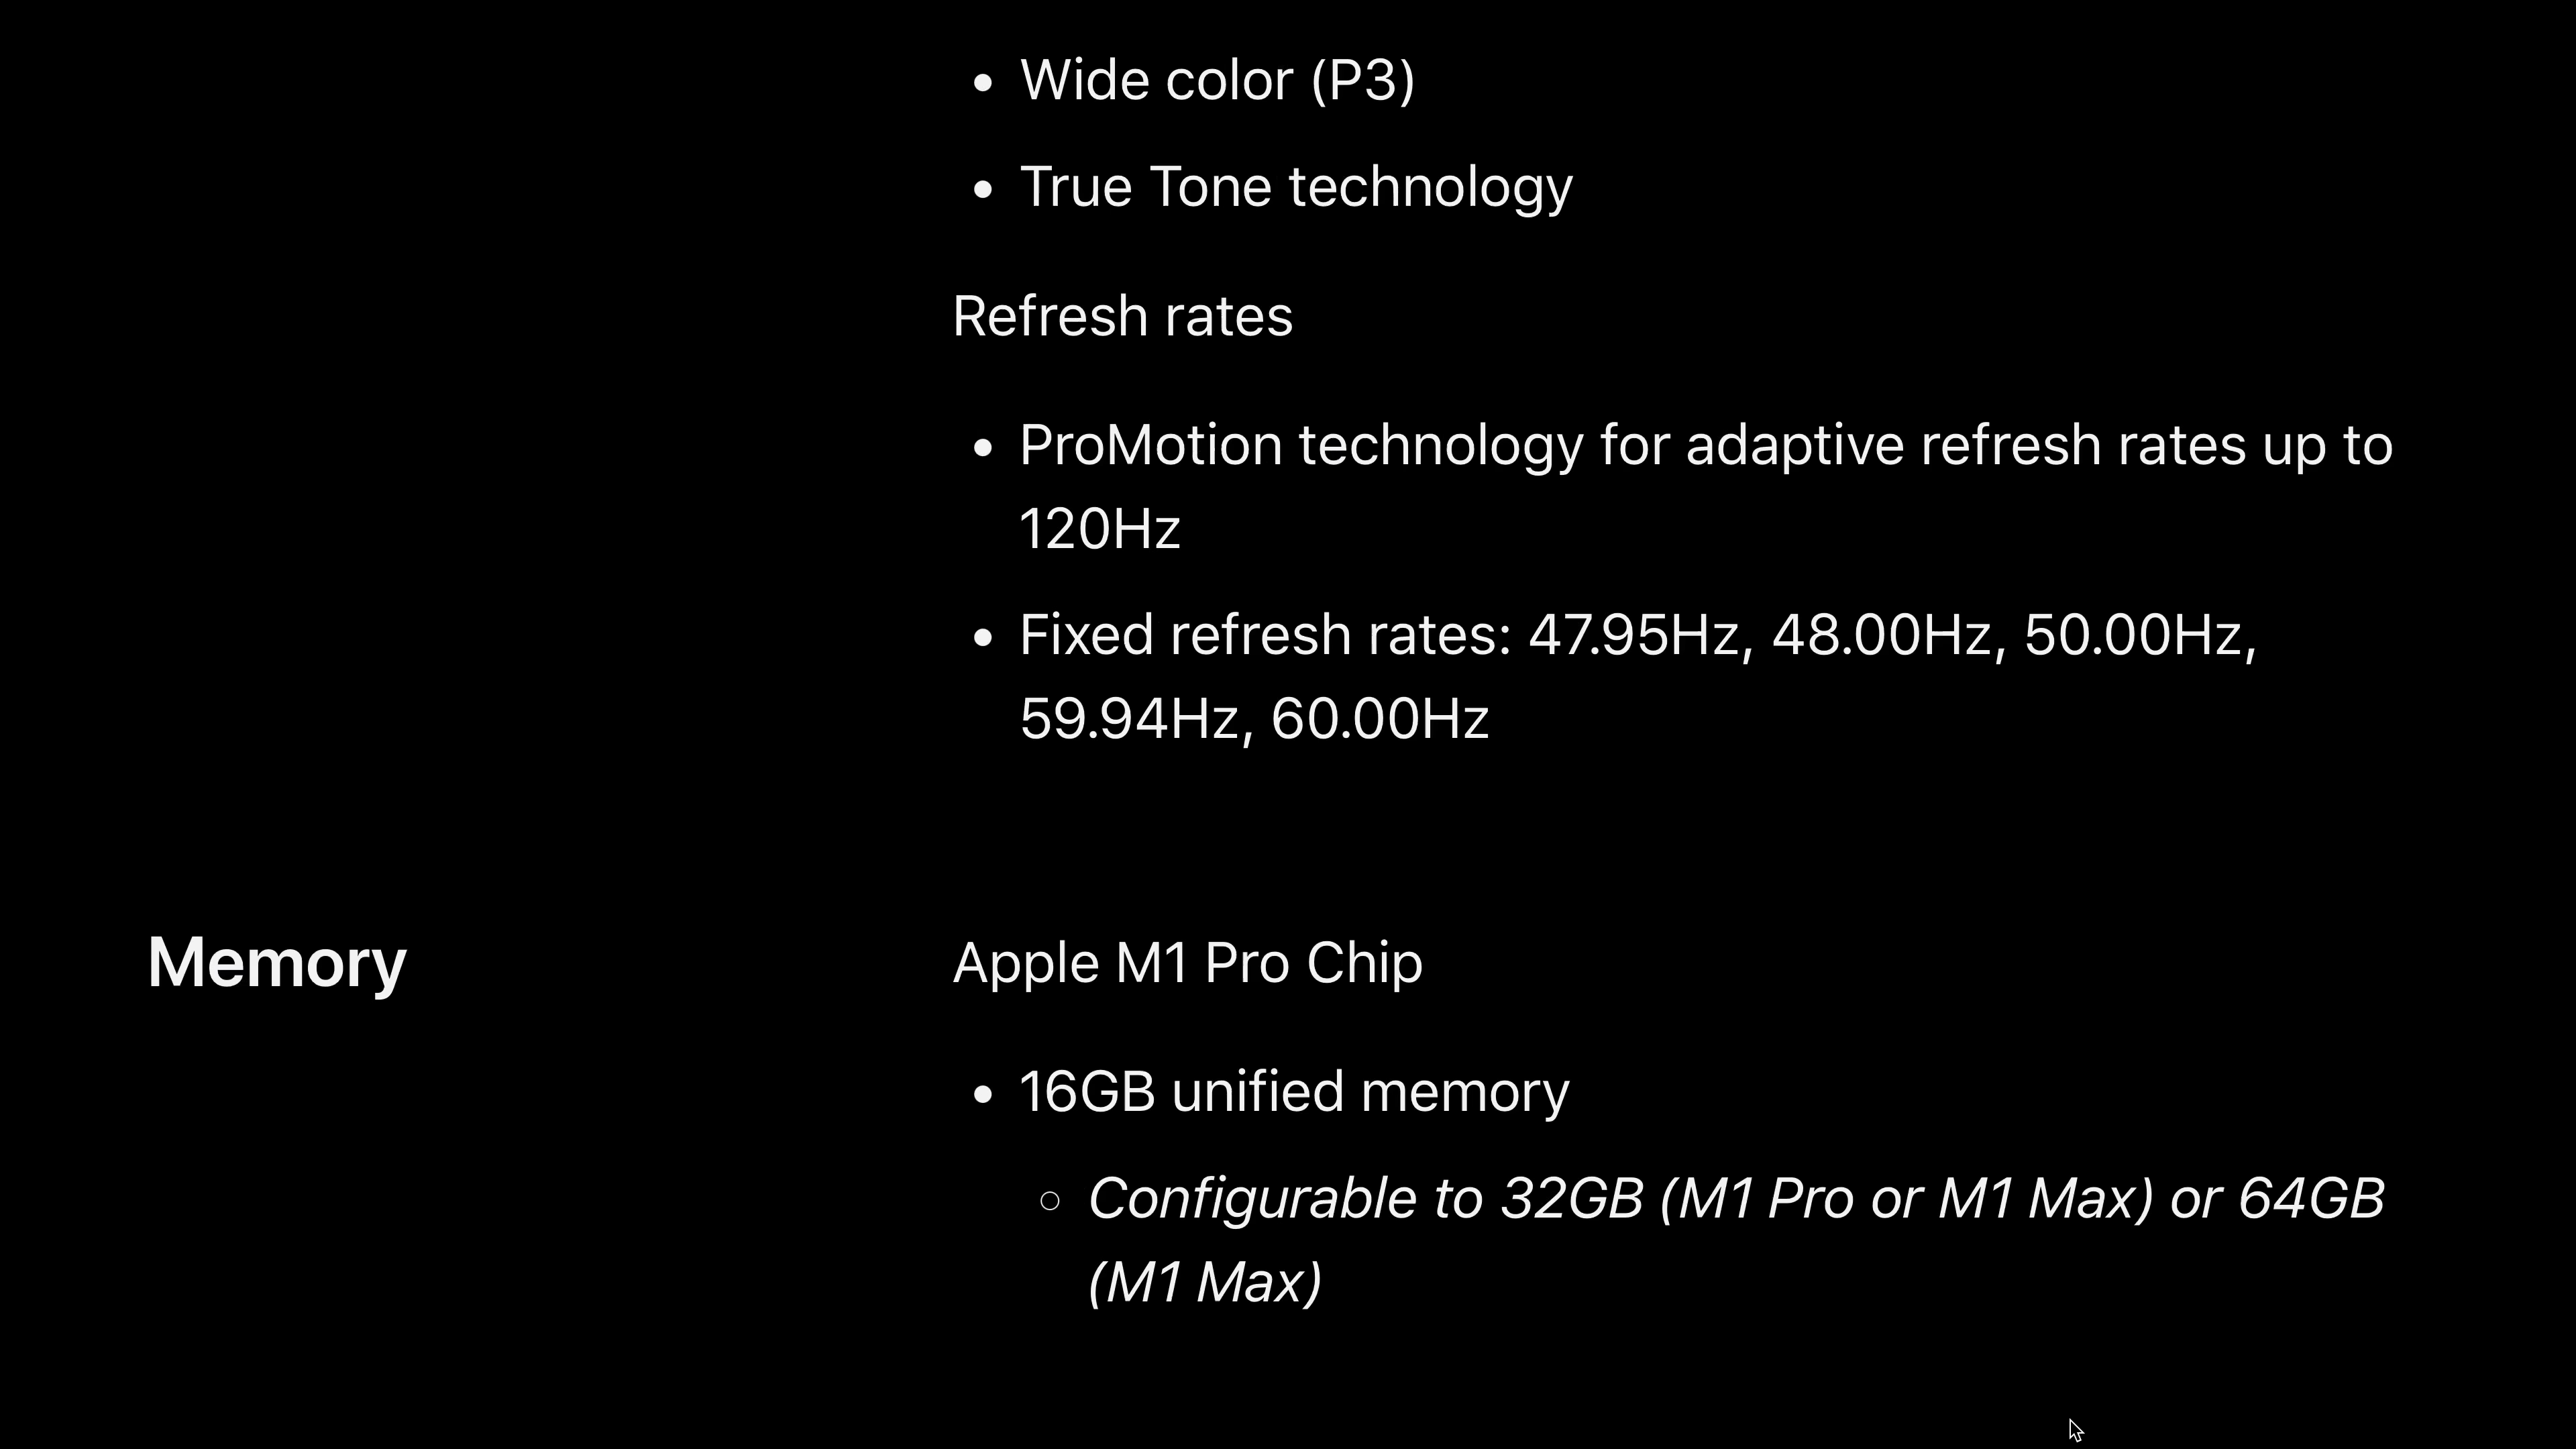 Wide color (P3)
True Tone technology
Refresh rates
ProMotion technology for adaptive refresh rates up to
120Hz
Fixed refresh rates: 47.95Hz, 48.00Hz, 50.00Hz,
59.94Hz, 60.00Hz
Memory
Apple M1 Pro Chip
16GB unified memory
Configurable to 32GB (M1 Pro or M1 Max) or 64GB
(M1 Max)